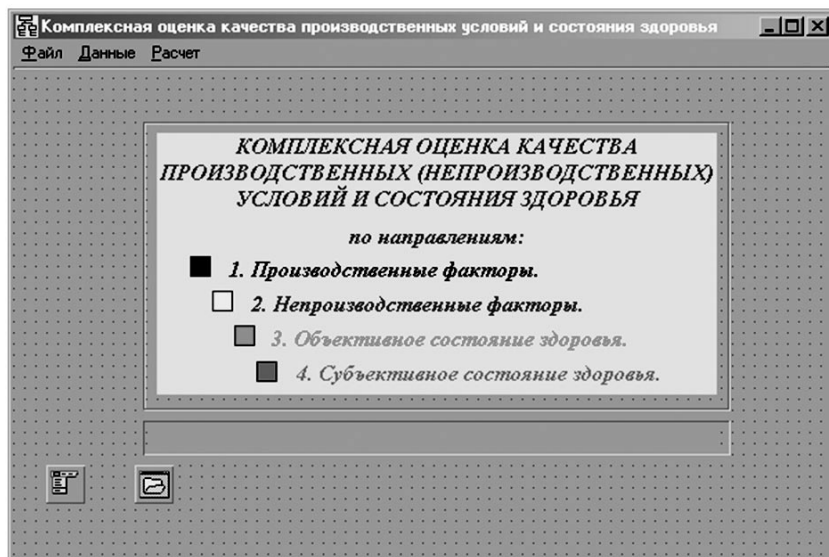 Комплексная оценка качества производственных условий и состояния здоровья
Файл Данные Расчет
КОМПЛЕКСНАЯ ОЦЕНКА КАЧЕСТВА
ПРОИЗВОДСТВЕННЫХ (НЕПРОИЗВОДСТВЕННЫХ)
УСЛОВИЙ И СОСТОЯНИЯ ЗДОРОВЬЯ
по направлениям:
1. Производственные факторы.
2. Непроизводственные факторы.
3. Объективное состояние здоровья.
4. Субъективное состояние здоровья.